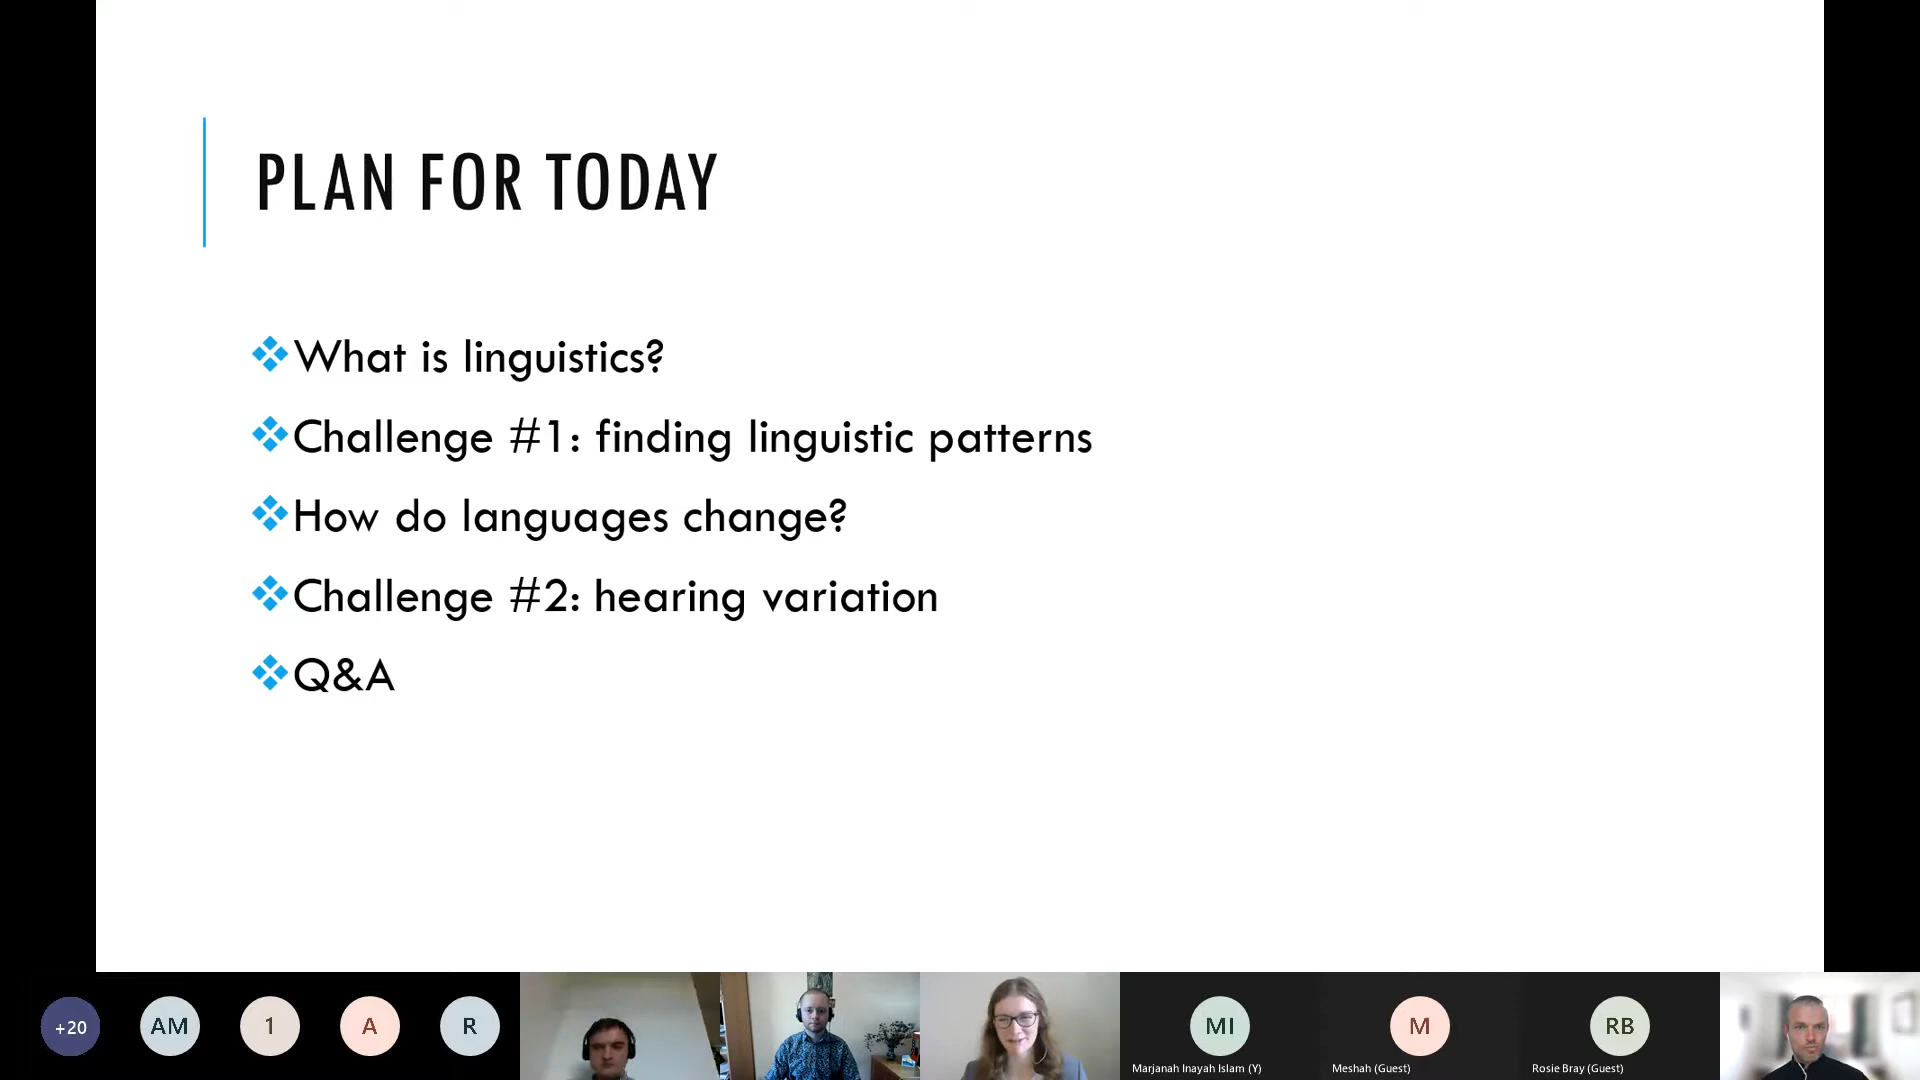 PLAN FOR TODAY
What is linguistics?
Challenge #1: finding linguistic patterns
How do languages change?
Challenge #2: hearing variation
Q&A
+20
AM
1
A
R
MI
M
RB
Marjanah Inayah Islam (Y)
Meshah (Guest)
Rosie Bray (Guest)